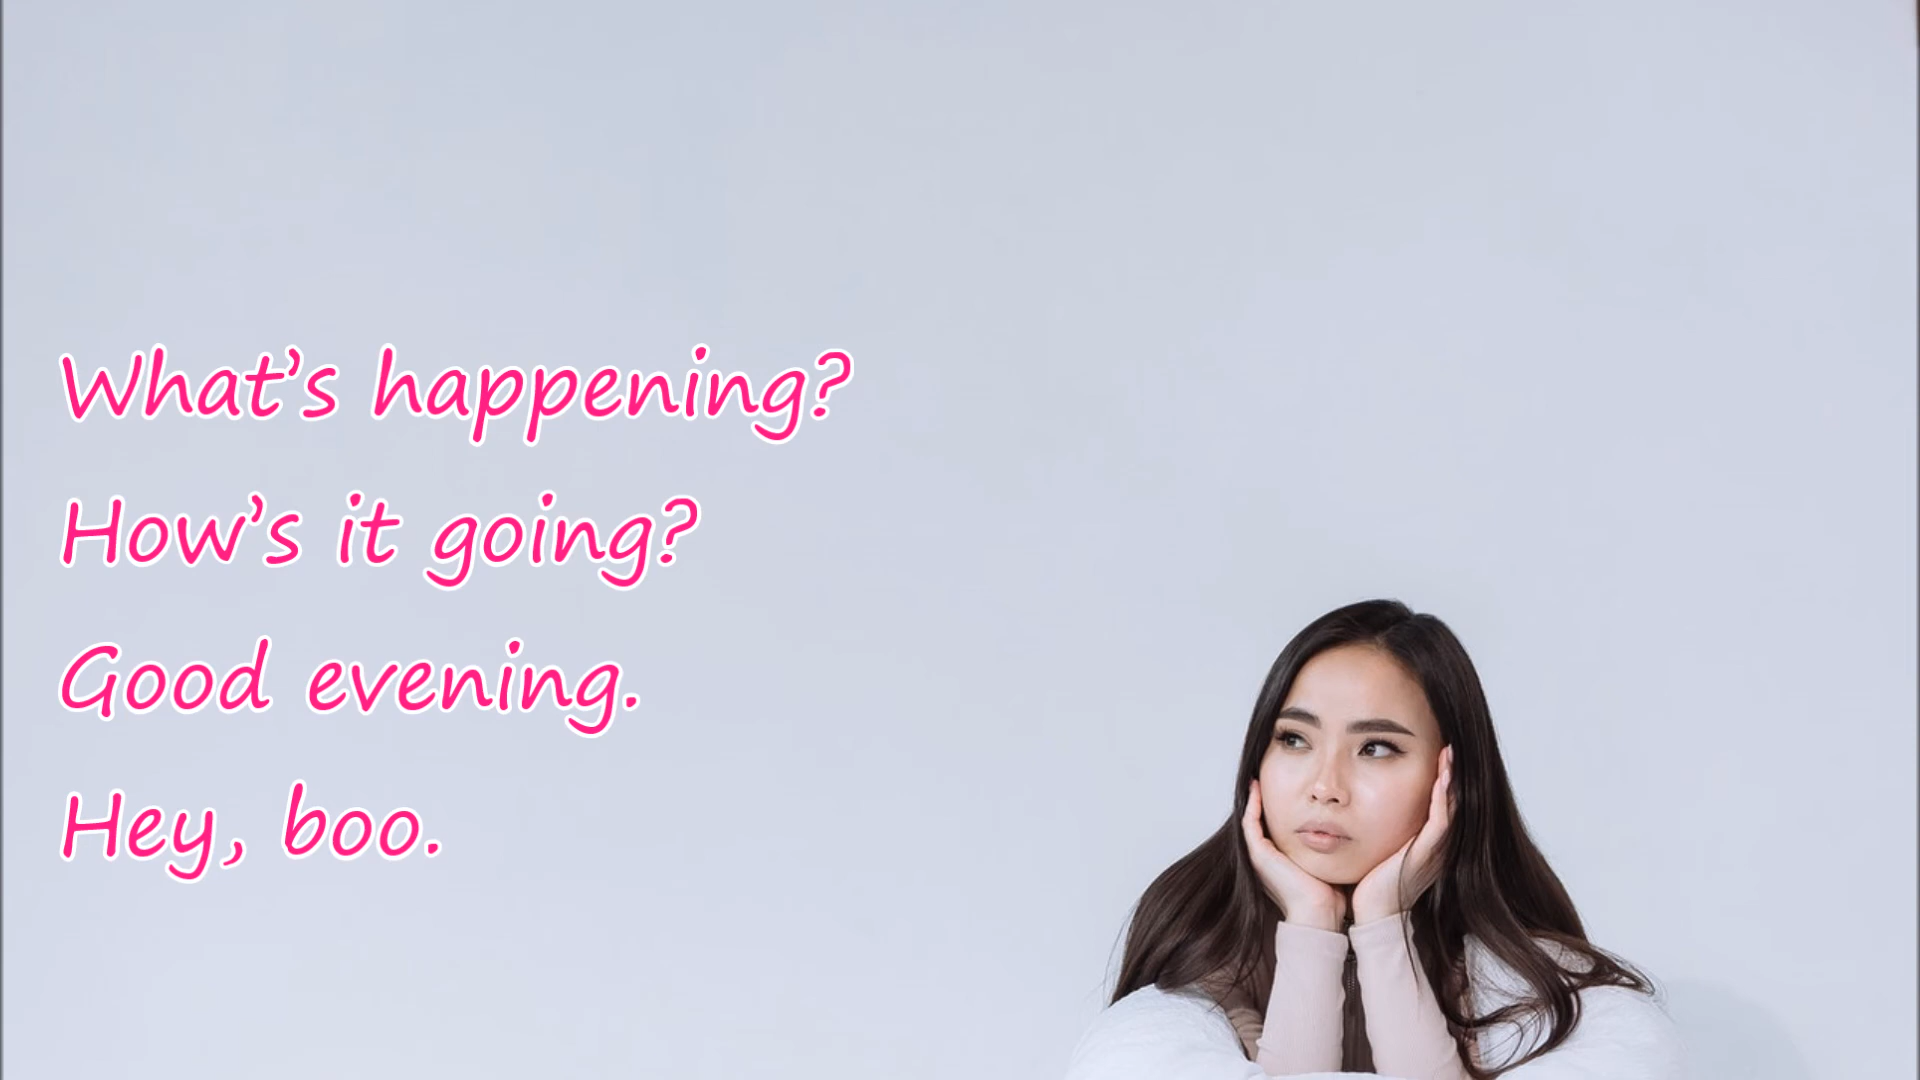 What’s happening?
How’s it going?
Good evening.
Hey, boo.